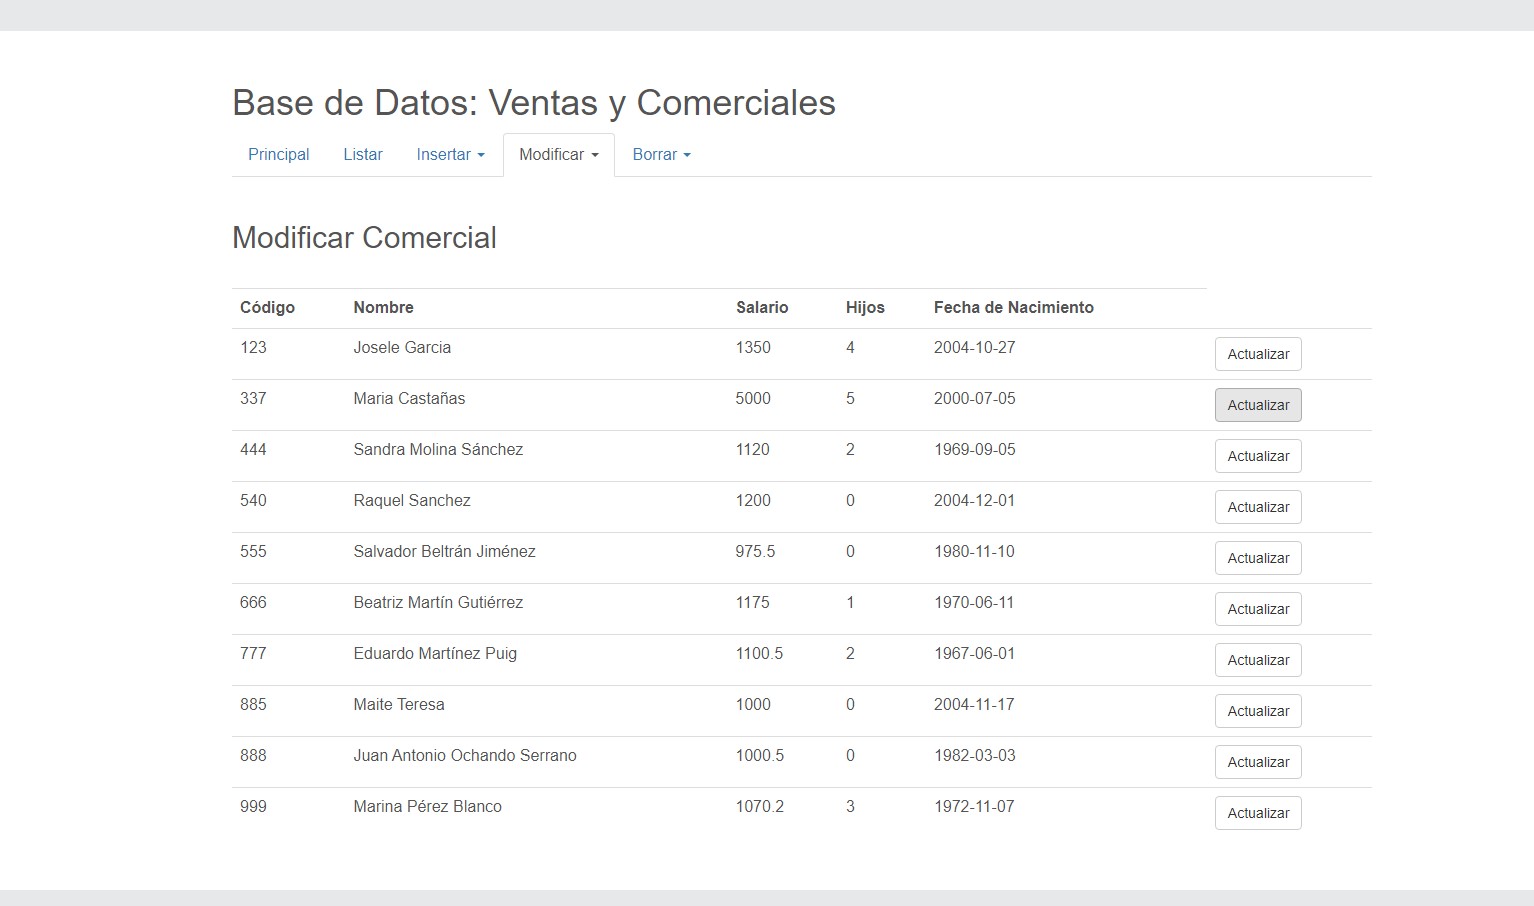 Base de Datos: Ventas y Comerciales
Principal Listar Insertar Modificar Borrar
Modificar Comercial
Código Nombre Salario Hijos Fecha de Nacimiento
123 Josele Garcia 1350 4 2004-10-27 Actualizar
337 Maria Castañas 5000 5 2000-07-05 Actualizar
444 Sandra Molina Sánchez 1120 2 1969-09-05 Actualizar
540 Raquel Sanchez 1200 0 2004-12-01 Actualizar
555 Salvador Beltrán Jiménez 975.5 0 1980-11-10 Actualizar
666 Beatriz Martín Gutiérrez 1175 1 1970-06-11 Actualizar
777 Eduardo Martínez Puig 1100.5 2 1967-06-01 Actualizar
885 Maite Teresa 1000 0 2004-11-17 Actualizar
888 Juan Antonio Ochando Serrano 1000.5 0 1982-03-03 Actualizar
999 Marina Pérez Blanco 1070.2 3 1972-11-07 Actualizar